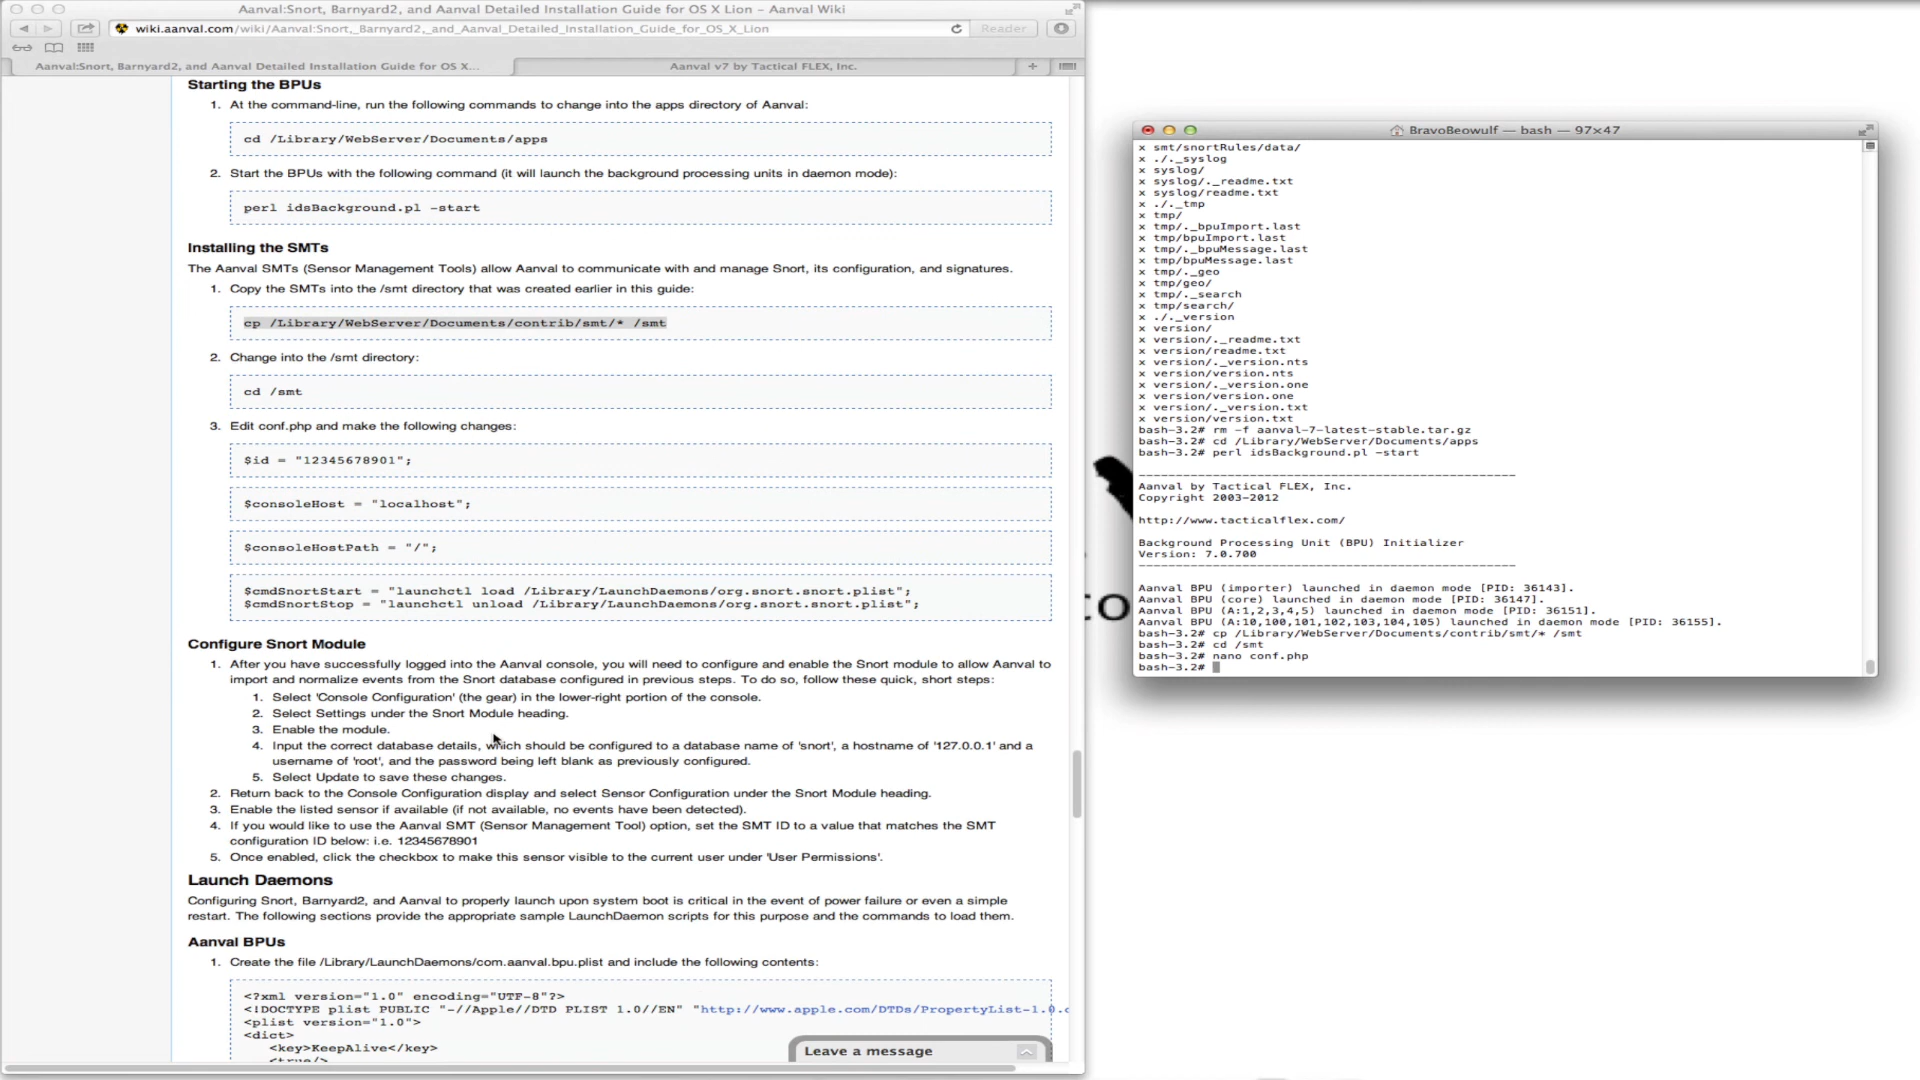 Aanval:Snort, Barnyard2, and Aanval Detailed Installation Guide for OS X Lion – Aanval Wiki
wiki.aanval.com/wiki/Aanval:Snort,_Barnyard2,_and_Aanval_Detailed_Installation_Guide_for_OS_X_Lion
Reader
Aanval:Snort, Barnyard2, and Aanval Detailed Installation Guide for OS X...
Aanval v7 by Tactical FLEX, Inc.
Starting the BPUs
1. At the command-line, run the following commands to change into the apps directory of Aanval:
cd /Library/WebServer/Documents/apps
2. Start the BPUs with the following command (it will launch the background processing units in daemon mode):
perl idsBackground.pl -start
Installing the SMTs
The Aanval SMTs (Sensor Management Tools) allow Aanval to communicate with and manage Snort, its configuration, and signatures.
1. Copy the SMTs into the /smt directory that was created earlier in this guide:
cp /Library/WebServer/Documents/contrib/smt/* /smt
2. Change into the /smt directory:
cd /smt
3. Edit conf.php and make the following changes:
$id = "12345678901";
$consoleHost = "localhost";
$consoleHostPath = "/";
$cmdSnortStart = "launchctl load /Library/LaunchDaemons/org.snort.snort.plist";
$cmdSnortStop = "launchctl unload /Library/LaunchDaemons/org.snort.snort.plist";
Configure Snort Module
1. After you have successfully logged into the Aanval console, you will need to configure and enable the Snort module to allow Aanval to
import and normalize events from the Snort database configured in previous steps. To do so, follow these quick, short steps:
1. Select 'Console Configuration' (the gear) in the lower-right portion of the console.
2. Select Settings under the Snort Module heading.
3. Enable the module.
4. Input the correct database details, which should be configured to a database name of 'snort', a hostname of '127.0.0.1' and a
username of 'root', and the password being left blank as previously configured.
5. Select Update to save these changes.
2. Return back to the Console Configuration display and select Sensor Configuration under the Snort Module heading.
3. Enable the listed sensor if available (if not available, no events have been detected).
4. If you would like to use the Aanval SMT (Sensor Management Tool) option, set the SMT ID to a value that matches the SMT
configuration ID below: i.e. 12345678901
5. Once enabled, click the checkbox to make this sensor visible to the current user under 'User Permissions'.
Launch Daemons
Configuring Snort, Barnyard2, and Aanval to properly launch upon system boot is critical in the event of power failure or even a simple
restart. The following sections provide the appropriate sample LaunchDaemon scripts for this purpose and the commands to load them.
Aanval BPUs
1. Create the file /Library/LaunchDaemons/com.aanval.bpu.plist and include the following contents:
<?xml version="1.0" encoding="UTF-8"?>
<!DOCTYPE plist PUBLIC "-//Apple//DTD PLIST 1.0//EN" "http://www.apple.com/DTDs/PropertyList-1.0.
<plist version="1.0">
<dict>
<key>KeepAlive</key>
<true/>
Leave a message
BravoBeowulf — bash — 97×47
x smt/snortRules/data/
x ./._syslog
x syslog/
x syslog/._readme.txt
x syslog/readme.txt
x ./._tmp
x tmp/
x tmp/._bpuImport.last
x tmp/bpuImport.last
x tmp/._bpuMessage.last
x tmp/bpuMessage.last
x tmp/._geo
x tmp/geo/
x tmp/._search
x tmp/search/
x ./._version
x version/
x version/._readme.txt
x version/readme.txt
x version/._version.nts
x version/version.nts
x version/._version.one
x version/version.one
x version/._version.txt
x version/version.txt
bash-3.2# rm -f aanval-7-latest-stable.tar.gz
bash-3.2# cd /Library/WebServer/Documents/apps
bash-3.2# perl idsBackground.pl -start
Aanval by Tactical FLEX, Inc.
Copyright 2003-2012
http://www.tacticalflex.com/
Background Processing Unit (BPU) Initializer
Version: 7.0.700
Aanval BPU (importer) launched in daemon mode [PID: 36143].
Aanval BPU (core) launched in daemon mode [PID: 36147].
Aanval BPU (A:1,2,3,4,5) launched in daemon mode [PID: 36151].
Aanval BPU (A:10,100,101,102,103,104,105) launched in daemon mode [PID: 36155].
bash-3.2# cp /Library/WebServer/Documents/contrib/smt/* /smt
bash-3.2# cd /smt
bash-3.2# nano conf.php
bash-3.2#